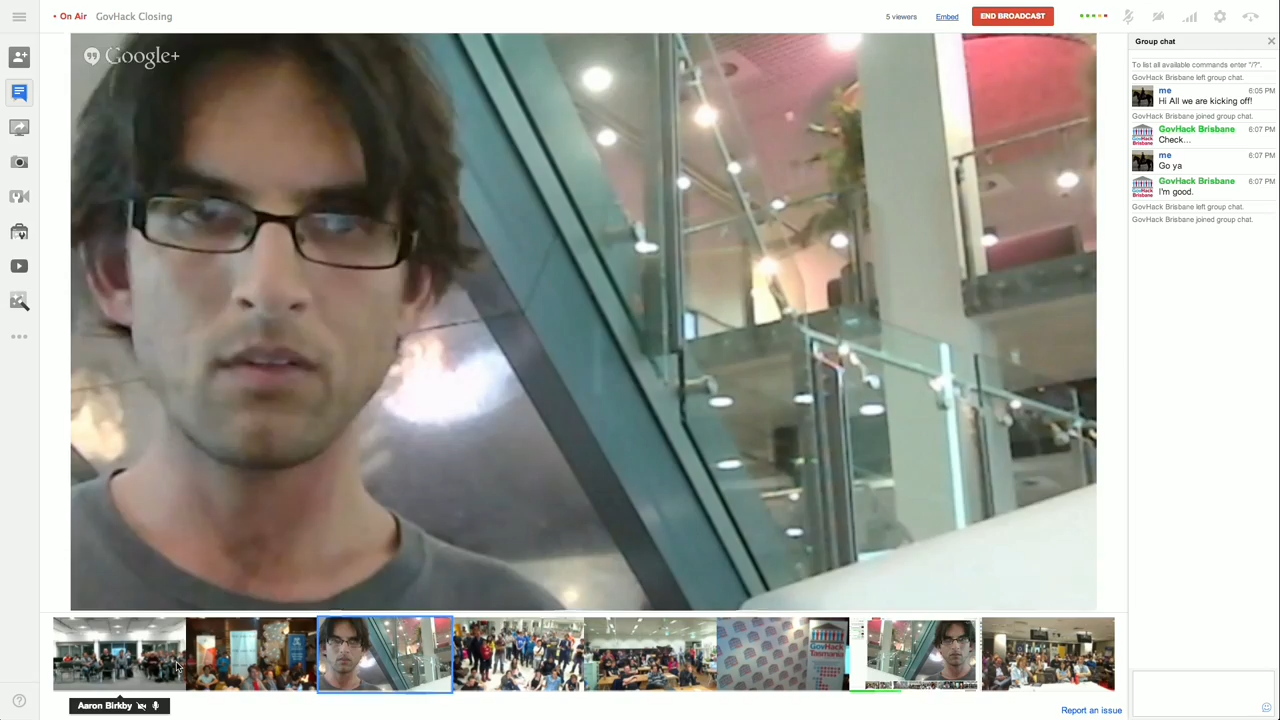 On Air
GovHack Closing
5 viewers
Embed
END BROADCAST
Google+
Group chat
To list all available commands enter "/?".
GovHack Brisbane left group chat.
me
6:05 PM
Hi All we are kicking off!
GovHack Brisbane joined group chat.
GovHack Brisbane
6:07 PM
Check...
me
6:07 PM
Go ya
GovHack Brisbane
6:07 PM
I'm good.
GovHack Brisbane left group chat.
GovHack Brisbane joined group chat.
GovHack
Tasmania
Aaron Birkby
Report an issue